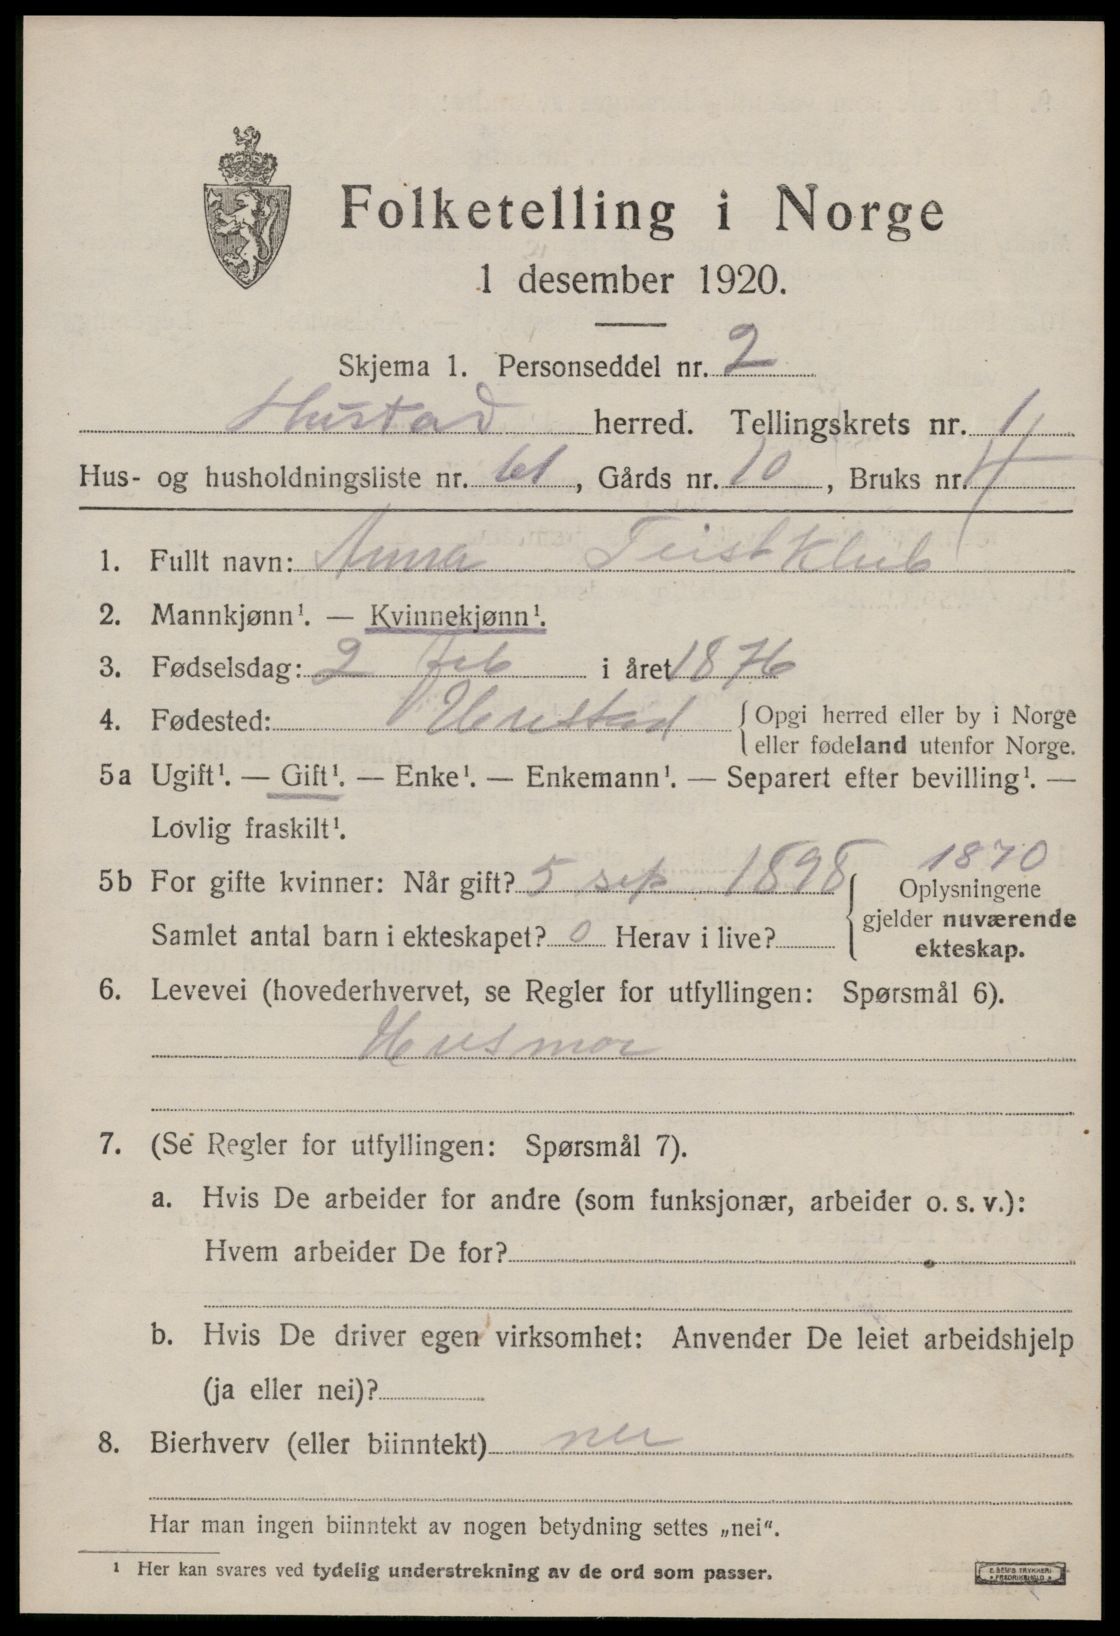 Folketelling i Norge
1 desember 1920.
Skjema 1. Personseddel nr. 2
Hustad herred. Tellingskrets nr. 1
Hus- og husholdningsliste nr. 61, Gårds nr. 10, Bruks nr. 4
1. Fullt navn: Anna Teistklub
2. Mannkjønn¹. — Kvinnekjønn¹.
3. Fødselsdag: 2 feb i året 1876
4. Fødested: Hustad { Opgi herred eller by i Norge
eller fødeland utenfor Norge.
5a Ugift¹. — Gift¹. — Enke¹. — Enkemann¹. — Separert efter bevilling¹. —
Lovlig fraskilt¹.
1870
5b For gifte kvinner: Når gift? 5 sep 1898 { Oplysningene
gjelder nuværende
Samlet antal barn i ekteskapet? 0 Herav i live?
ekteskap.
6. Levevei (hovederhvervet, se Regler for utfyllingen: Spørsmål 6).
Husmor
7. (Se Regler for utfyllingen: Spørsmål 7).
a. Hvis De arbeider for andre (som funksjonær, arbeider o. s. v.):
Hvem arbeider De for?
b. Hvis De driver egen virksomhet: Anvender De leiet arbeidshjelp
(ja eller nei)?
8. Bierhverv (eller biinntekt) nei
Har man ingen biinntekt av nogen betydning settes „nei".
¹ Her kan svares ved tydelig understrekning av de ord som passer.
E. SEM'S TRYKKERI
FREDRIKSHALD